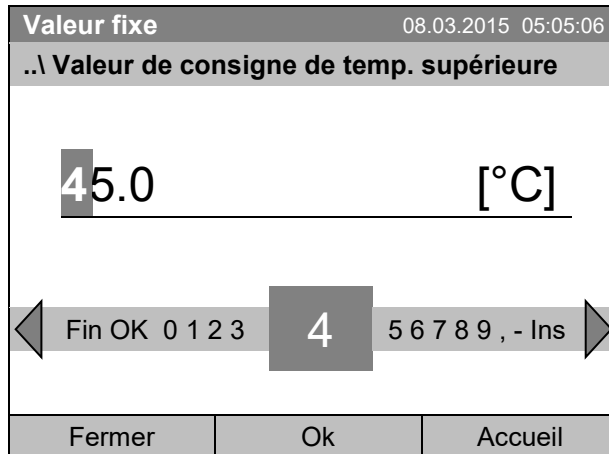 Valeur fixe 08.03.2015 05:05:06
..\ Valeur de consigne de temp. supérieure
45.0 [°C]
Fin OK 0 1 2 3 4 5 6 7 8 9 , - Ins
Fermer Ok Accueil